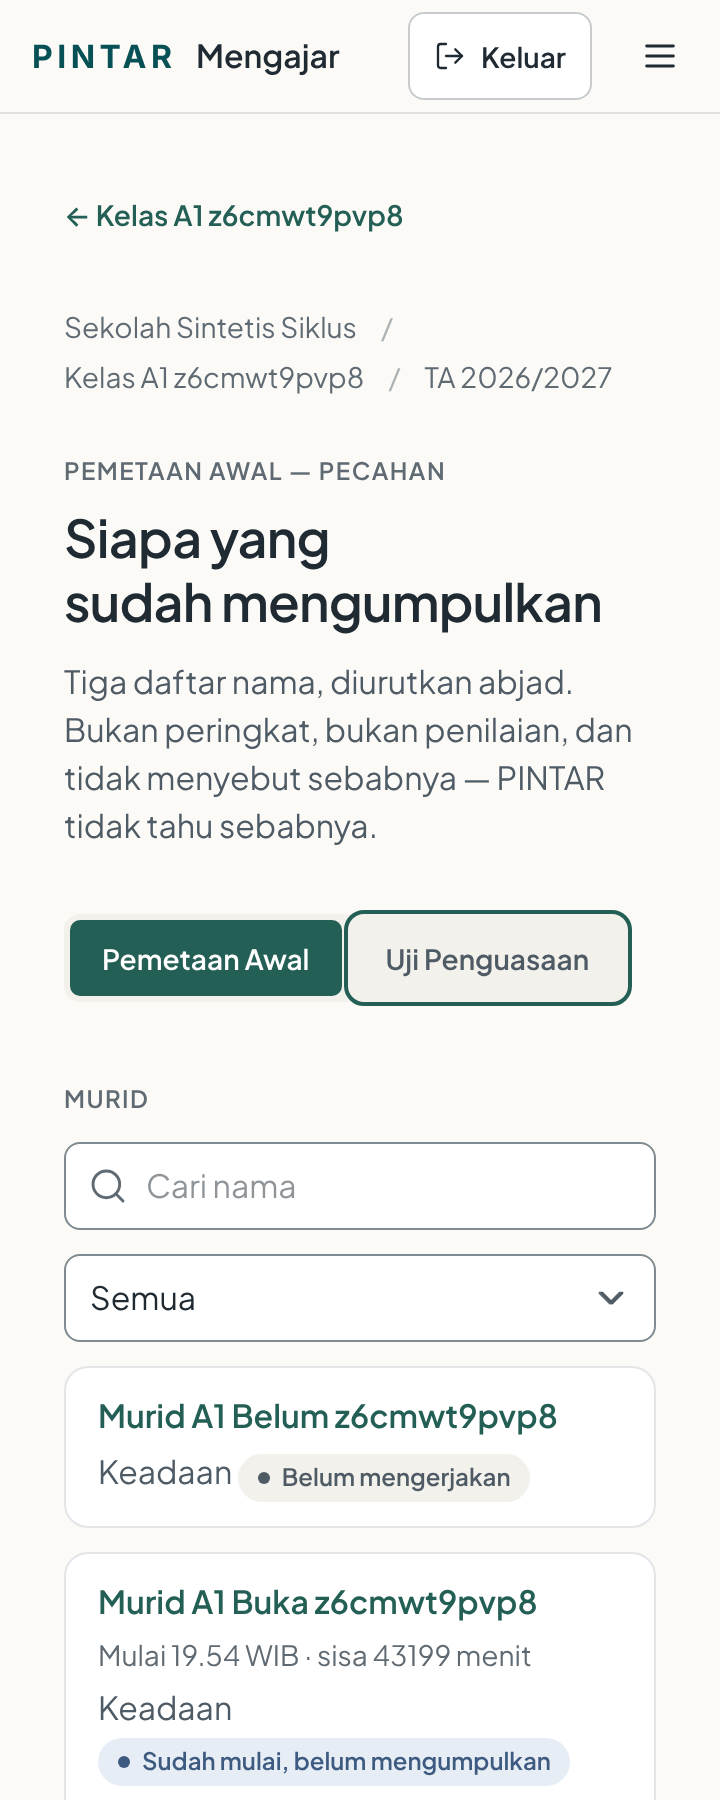 PINTAR Mengajar
Keluar
← Kelas A1 z6cmwt9pvp8
Sekolah Sintetis Siklus /
Kelas A1 z6cmwt9pvp8 / TA 2026/2027
PEMETAAN AWAL — PECAHAN
Siapa yang
sudah mengumpulkan
Tiga daftar nama, diurutkan abjad.
Bukan peringkat, bukan penilaian, dan
tidak menyebut sebabnya — PINTAR
tidak tahu sebabnya.
Pemetaan Awal
Uji Penguasaan
MURID
Cari nama
Semua
Murid A1 Belum z6cmwt9pvp8
Keadaan • Belum mengerjakan
Murid A1 Buka z6cmwt9pvp8
Mulai 19.54 WIB · sisa 43199 menit
Keadaan
• Sudah mulai, belum mengumpulkan